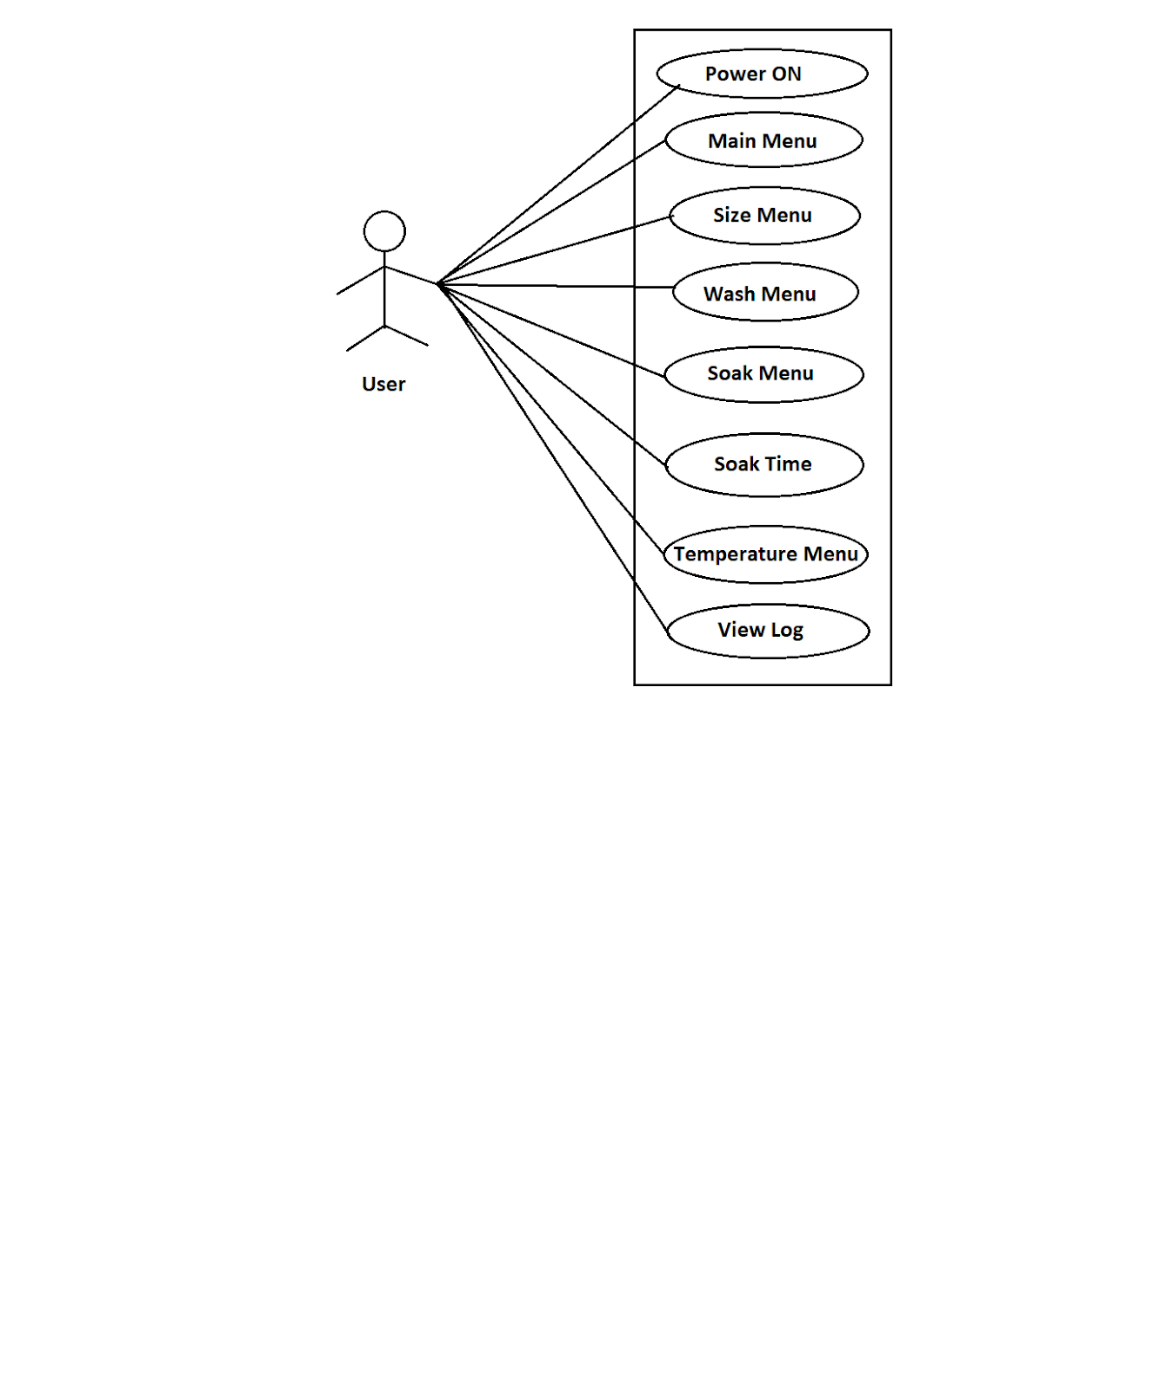 Power ON
Main Menu
Size Menu
Wash Menu
Soak Menu
User
Soak Time
Temperature Menu
View Log